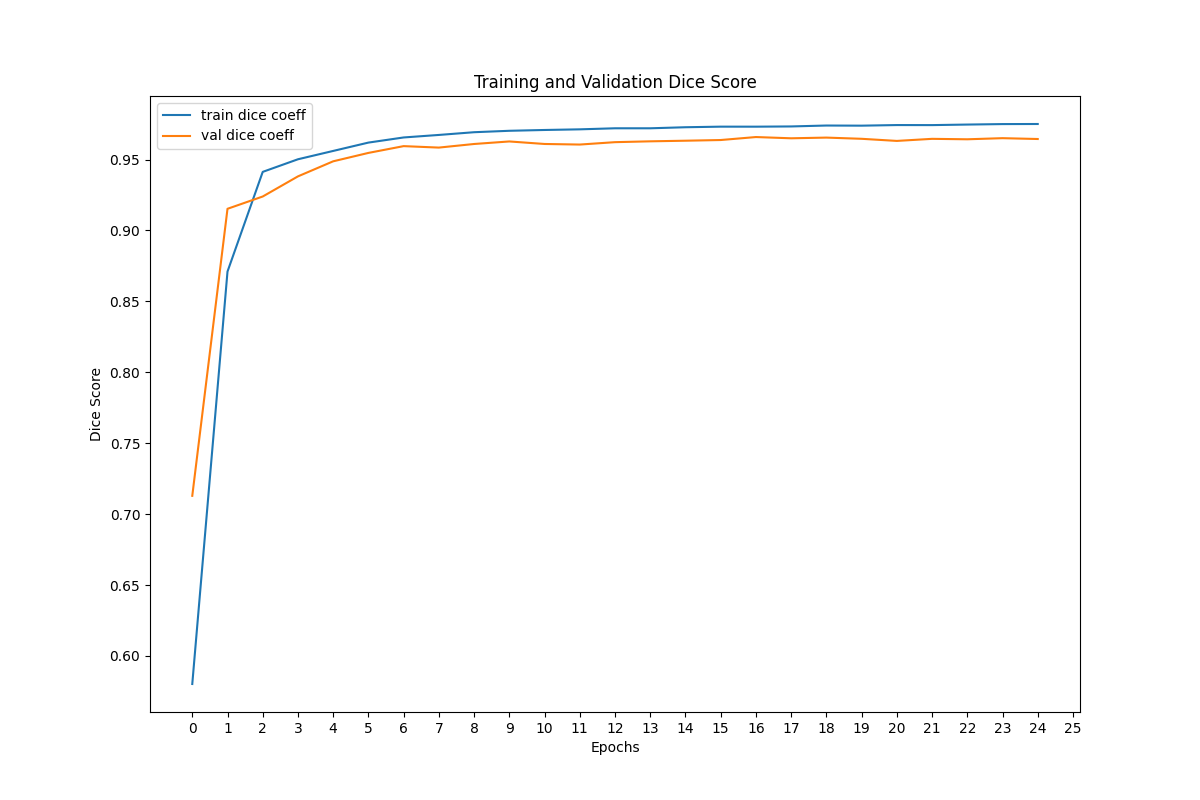 Training and Validation Dice Score
train dice coeff
val dice coeff
Dice Score
0.95
0.90
0.85
0.80
0.75
0.70
0.65
0.60
0 1 2 3 4 5 6 7 8 9 10 11 12 13 14 15 16 17 18 19 20 21 22 23 24 25
Epochs